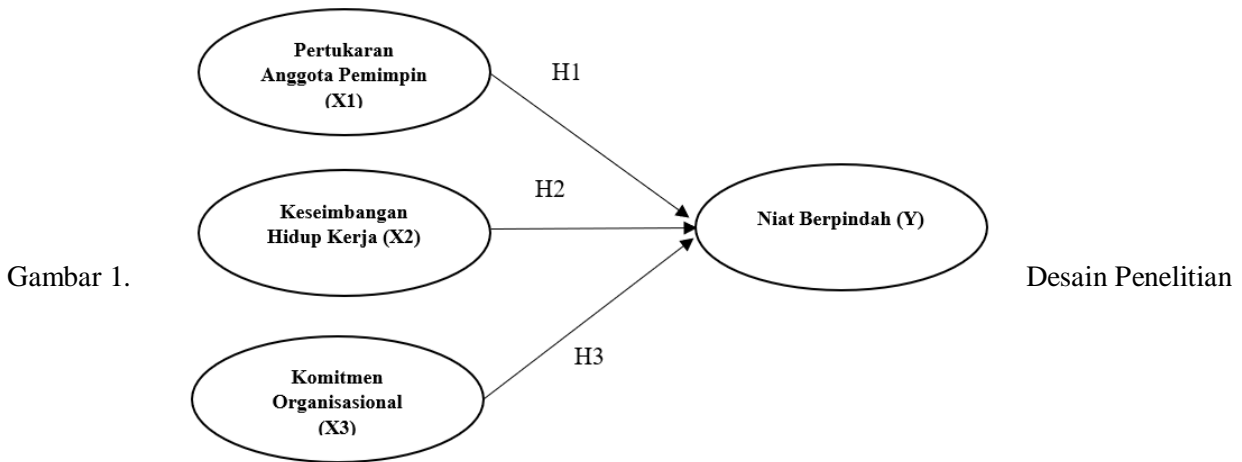 Pertukaran
Anggota Pemimpin
(X1)
H1
H2
Keseimbangan
Hidup Kerja (X2)
Niat Berpindah (Y)
Gambar 1.
Desain Penelitian
H3
Komitmen
Organisasional
(X3)